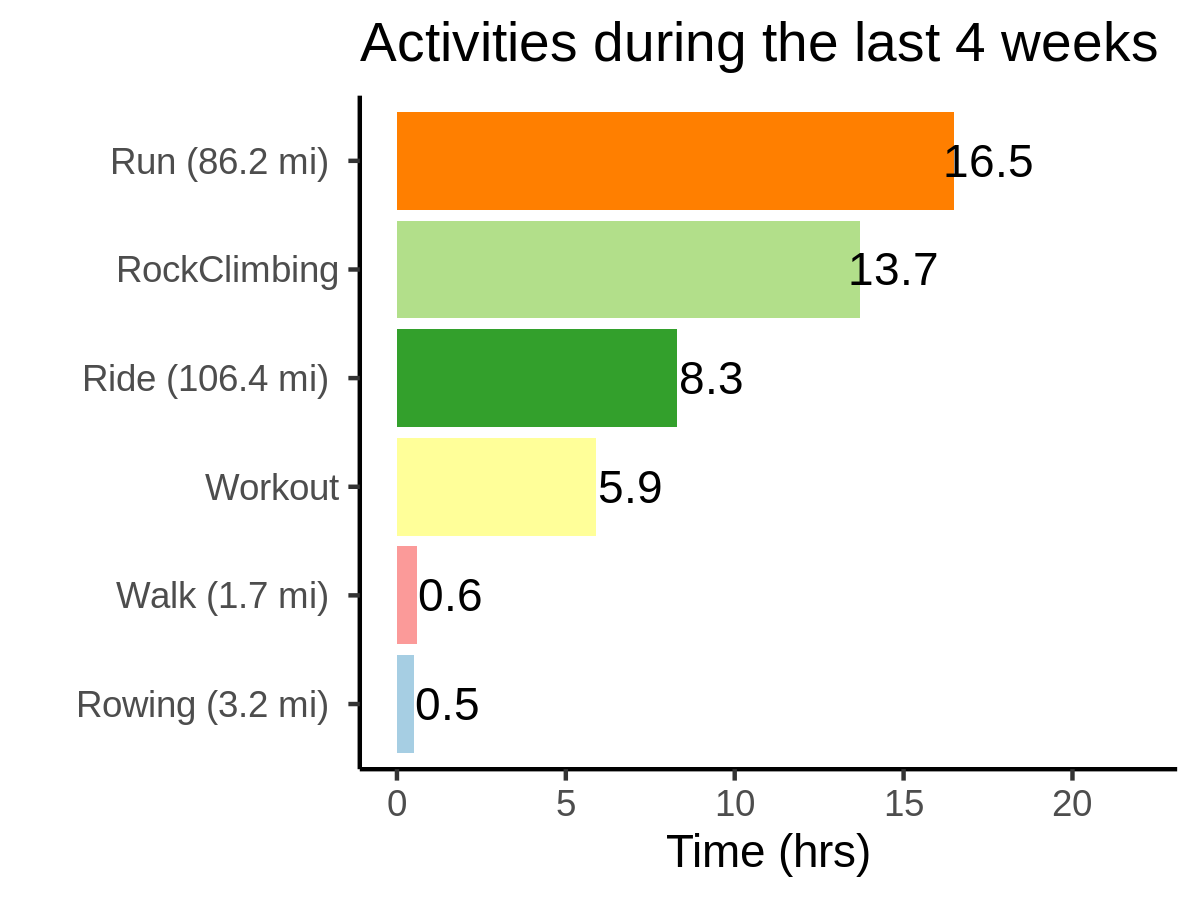 Activities during the last 4 weeks
Run (86.2 mi) 16.5
RockClimbing 13.7
Ride (106.4 mi) 8.3
Workout 5.9
Walk (1.7 mi) 0.6
Rowing (3.2 mi) 0.5
0 5 10 15 20
Time (hrs)